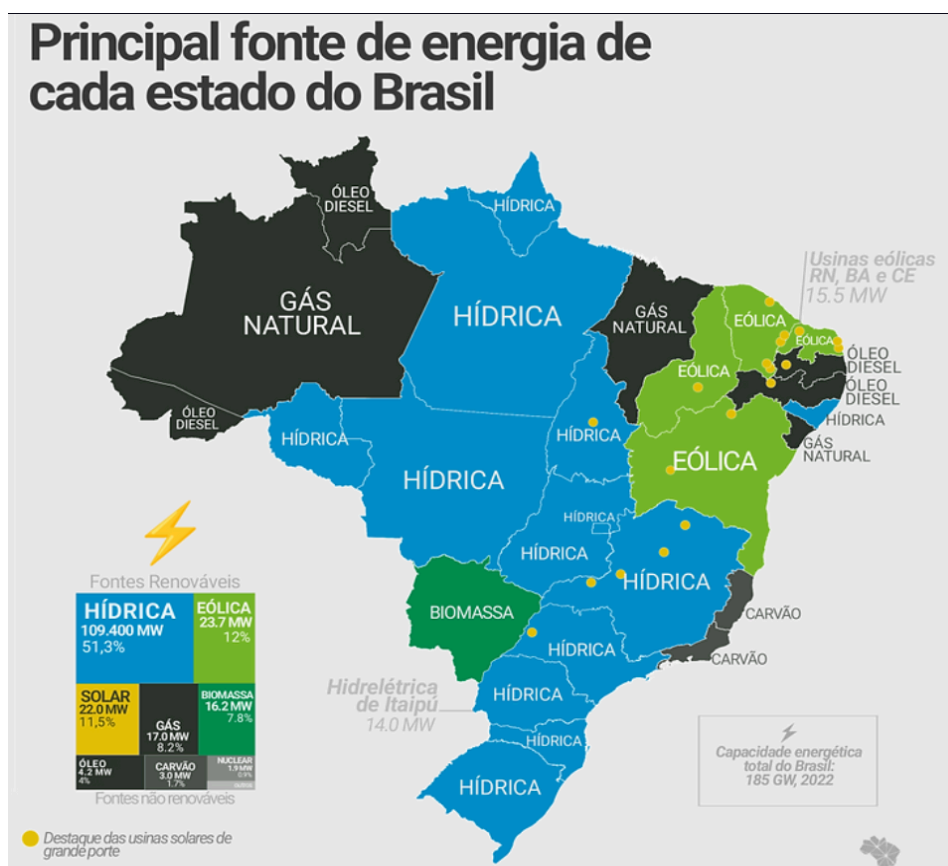 Principal fonte de energia de
cada estado do Brasil
ÓLEO
DIESEL
HÍDRICA
Usinas eólicas
RN, BA e CE
15.5 MW
GÁS
NATURAL
HÍDRICA
GÁS
NATURAL
EÓLICA
EÓLICA
ÓLEO
DIESEL
EÓLICA
ÓLEO
DIESEL
ÓLEO
DIESEL
HÍDRICA
HÍDRICA
HÍDRICA
GÁS
NATURAL
HÍDRICA
EÓLICA
HÍDRICA
HÍDRICA
HÍDRICA
BIOMASSA
CARVÃO
HÍDRICA
CARVÃO
Hidrelétrica
de Itaipú
14.0 MW
HÍDRICA
HÍDRICA
HÍDRICA
Fontes Renováveis
HÍDRICA
109.400 MW
51,3%
EÓLICA
23.7 MW
12%
SOLAR
22.0 MW
11,5%
GÁS
17.0 MW
8.2%
BIOMASSA
16.2 MW
7.8%
ÓLEO
4.2 MW
4%
CARVÃO
3.0 MW
1.7%
NUCLEAR
1.9 MW
0.9%
Fontes não renováveis
Capacidade energética
total do Brasil:
185 GW, 2022
Destaque das usinas solares de
grande porte